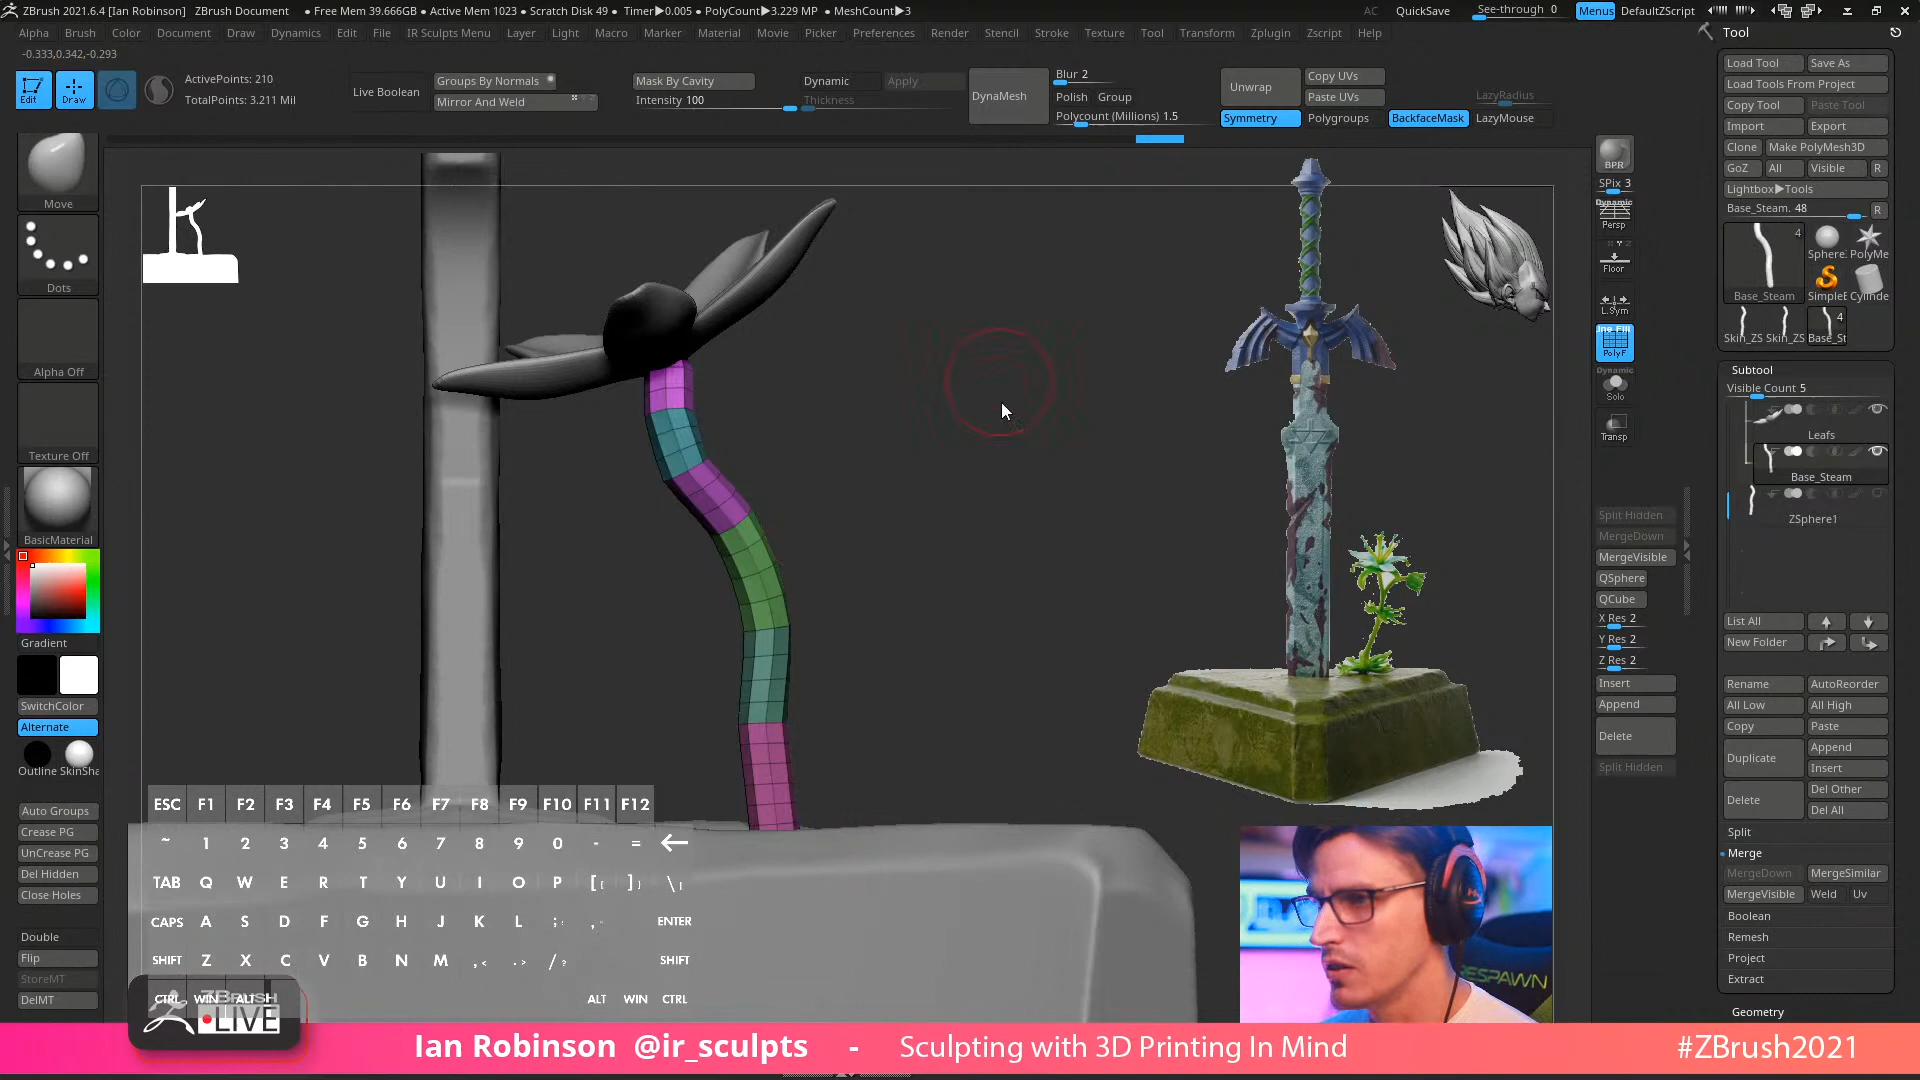 ZBrush 2021.6.4 [Ian Robinson] ZBrush Document • Free Mem 39.666GB • Active Mem 1023 • Scratch Disk 49 • Timer▶0.005 • PolyCount▶3.229 MP • MeshCount▶3 AC QuickSave See-through 0 Menus DefaultZScript
Alpha Brush Color Document Draw Dynamics Edit File IR Sculpts Menu Layer Light Macro Marker Material Movie Picker Preferences Render Stencil Stroke Texture Tool Transform Zplugin Zscript Help
-0.333,0.342,-0.293
Edit
Draw
ActivePoints: 210
TotalPoints: 3.211 Mil
Live Boolean
Groups By Normals
Mirror And Weld
Mask By Cavity
Intensity 100
Dynamic Apply
Thickness
DynaMesh
Blur 2
Polish Group
Polycount (Millions) 1.5
Unwrap
Copy UVs
Paste UVs
LazyRadius
Symmetry Polygroups BackfaceMask LazyMouse
Move
Dots
Alpha Off
Texture Off
BasicMaterial
Gradient
SwitchColor
Alternate
Outline SkinSha
Auto Groups
Crease PG
UnCrease PG
Del Hidden
Close Holes
Double
Flip
StoreMT
DelMT
BPR
SPix 3
Dynamic
Persp
Floor
L.Sym
Line Fill
PolyF
Dynamic
Solo
Transp
Split Hidden
MergeDown
MergeVisible
QSphere
QCube
X Res 2
Y Res 2
Z Res 2
Insert
Append
Delete
Split Hidden
Tool
Load Tool Save As
Load Tools From Project
Copy Tool Paste Tool
Import Export
Clone Make PolyMesh3D
GoZ All Visible R
Lightbox▶Tools
Base_Steam. 48 R
4
Sphere. PolyMe
Base_Steam SimpleE Cylinde
4
Skin_ZS Skin_ZS Base_St
Subtool
Visible Count 5
Leafs
Base_Steam
ZSphere1
List All
New Folder
Rename AutoReorder
All Low All High
Copy Paste
Duplicate Append
Insert
Delete Del Other
Del All
Split
Merge
MergeDown MergeSimilar
MergeVisible Weld Uv
Boolean
Remesh
Project
Extract
Geometry
ESC F1 F2 F3 F4 F5 F6 F7 F8 F9 F10 F11 F12
~ 1 2 3 4 5 6 7 8 9 0 - = ←
TAB Q W E R T Y U I O P [ ] \
CAPS A S D F G H J K L ; ENTER
SHIFT Z X C V B N M ,< .> /? SHIFT
CTRL WIN ALT ALT WIN CTRL
ZBRUSH
LIVE
RESPAWN
Ian Robinson @ir_sculpts - Sculpting with 3D Printing In Mind #ZBrush2021